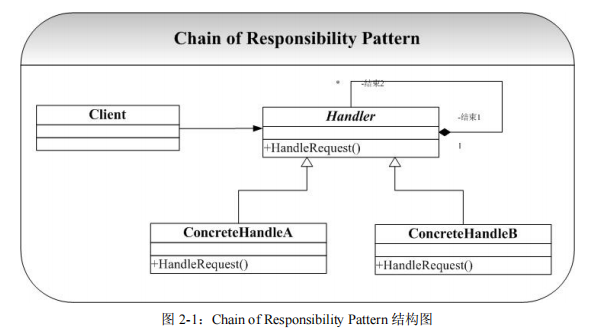 Chain of Responsibility Pattern
* -结束2
Client
Handler
-结束1
+HandleRequest()
1
ConcreteHandleA
ConcreteHandleB
+HandleRequest()
+HandleRequest()
图 2-1：Chain of Responsibility Pattern 结构图